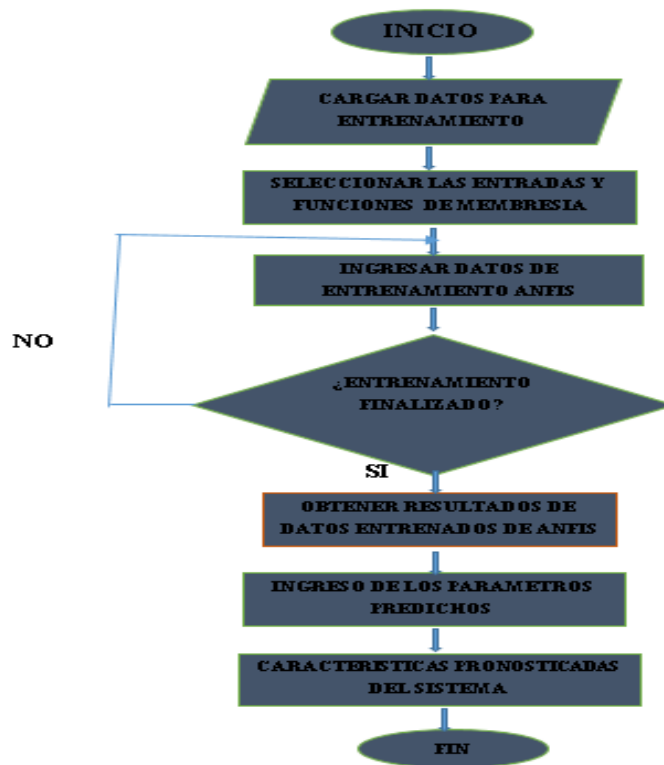 INICIO
CARGAR DATOS PARA
ENTRENAMIENTO
SELECCIONAR LAS ENTRADAS Y
FUNCIONES DE MEMBRESIA
INGRESAR DATOS DE
ENTRENAMIENTO ANFIS
NO
¿ENTRENAMIENTO
FINALIZADO?
SI
OBTENER RESULTADOS DE
DATOS ENTRENADOS DE ANFIS
INGRESO DE LOS PARAMETROS
PREDICHOS
CARACTERISTICAS PRONOSTICADAS
DEL SISTEMA
FIN